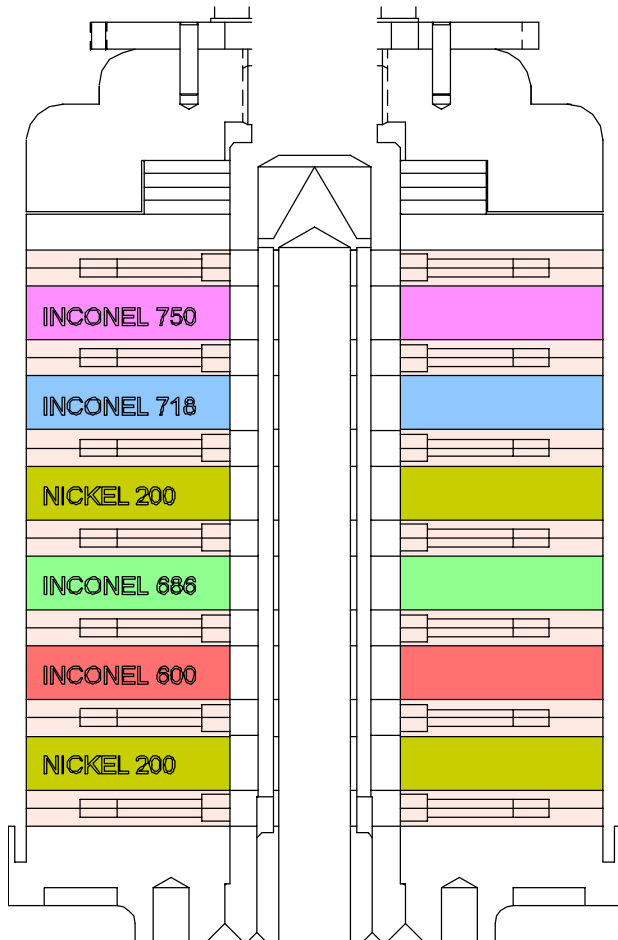 INCONEL 750
INCONEL 718
NICKEL 200
INCONEL 686
INCONEL 600
NICKEL 200